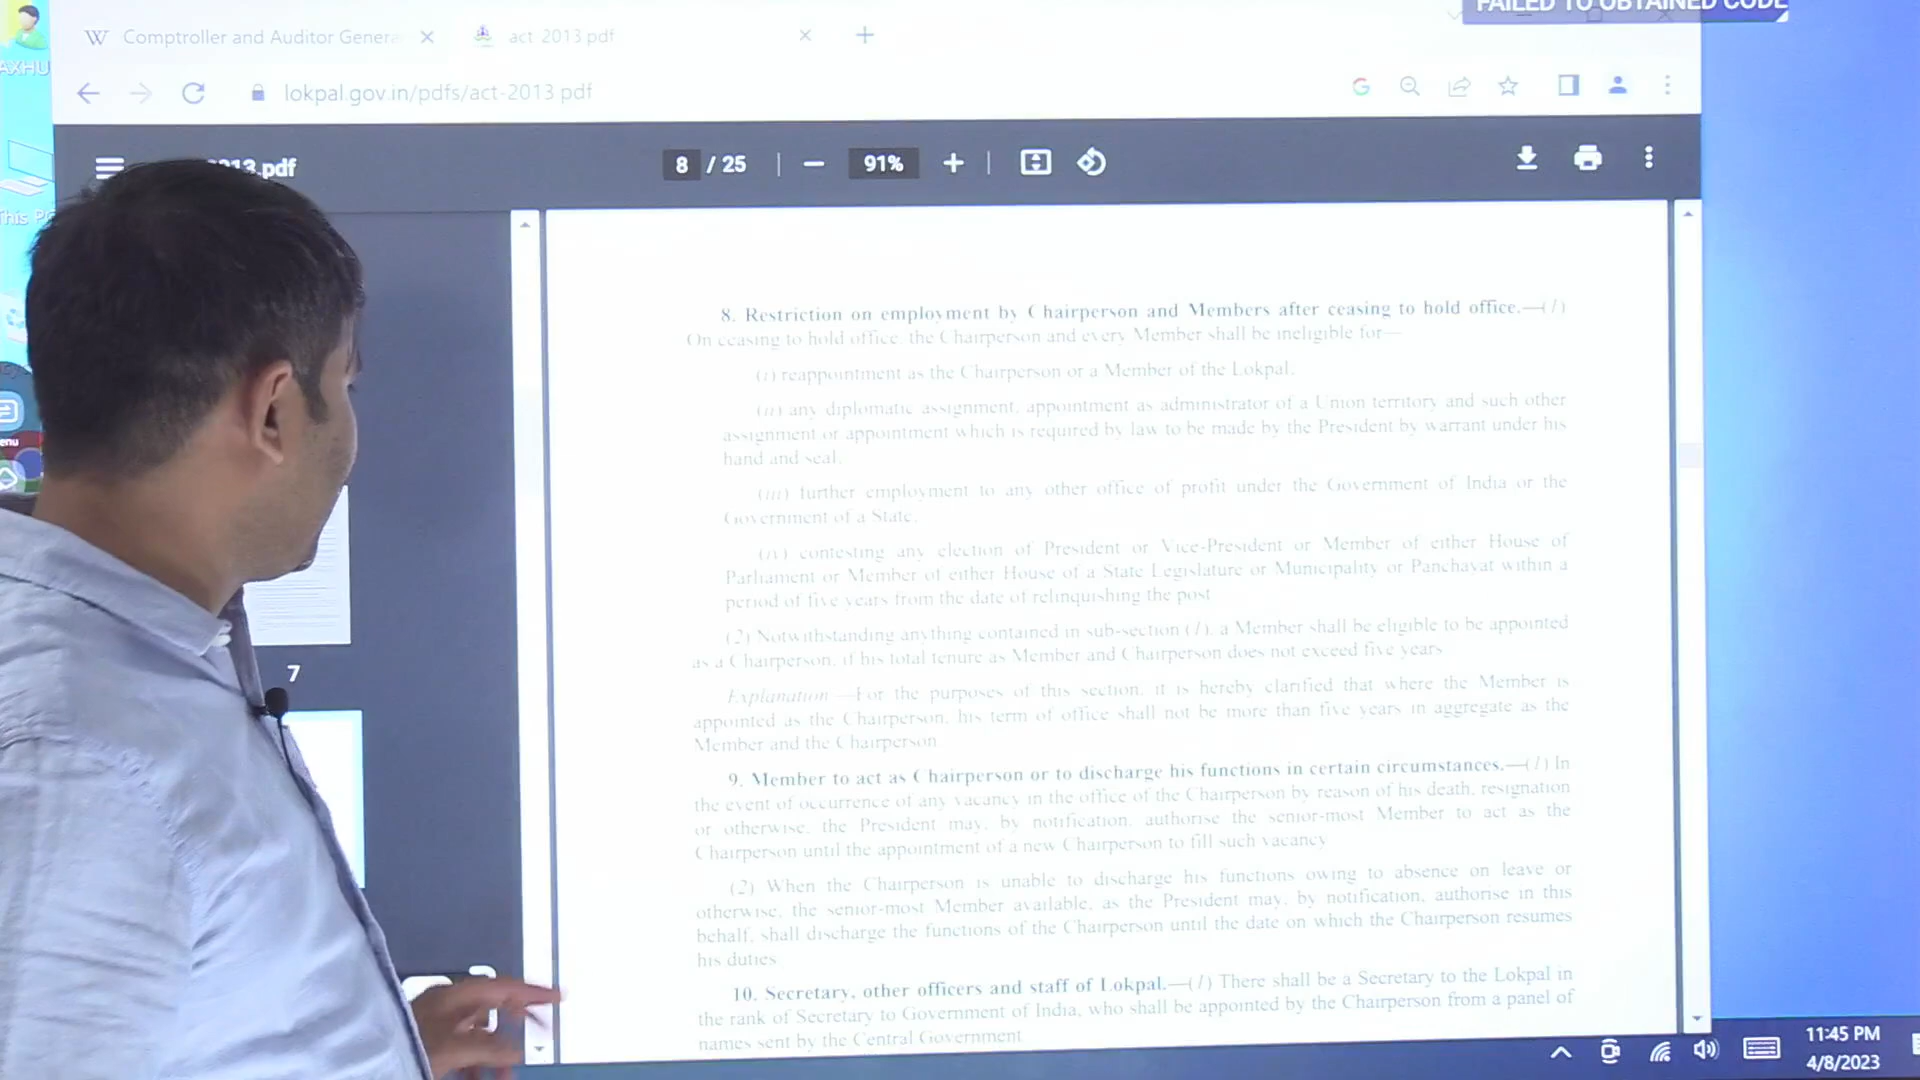 FAILED TO OBTAINED CODE
W Comptroller and Auditor Genera
act 2013 pdf
AXHU
lokpal.gov.in/pdfs/act-2013 pdf
2013.pdf
8 / 25
91%
This PC
8. Restriction on employment by Chairperson and Members after ceasing to hold office.—(1)
On ceasing to hold office, the Chairperson and every Member shall be ineligible for—
(i) reappointment as the Chairperson or a Member of the Lokpal.
(ii) any diplomatic assignment, appointment as administrator of a Union territory and such other
assignment or appointment which is required by law to be made by the President by warrant under his
hand and seal.
enu
(iii) further employment to any other office of profit under the Government of India or the
Government of a State.
(iv) contesting any election of President or Vice-President or Member of either House of
Parliament or Member of either House of a State Legislature or Municipality or Panchayat within a
period of five years from the date of relinquishing the post
(2) Notwithstanding anything contained in sub-section (1), a Member shall be eligible to be appointed
as a Chairperson, if his total tenure as Member and Chairperson does not exceed five years
7
Explanation —For the purposes of this section, it is hereby clarified that where the Member is
appointed as the Chairperson, his term of office shall not be more than five years in aggregate as the
Member and the Chairperson
9. Member to act as Chairperson or to discharge his functions in certain circumstances.—(1) In
the event of occurrence of any vacancy in the office of the Chairperson by reason of his death, resignation
or otherwise, the President may, by notification, authorise the senior-most Member to act as the
Chairperson until the appointment of a new Chairperson to fill such vacancy
(2) When the Chairperson is unable to discharge his functions owing to absence on leave or
otherwise, the senior-most Member available, as the President may, by notification, authorise in this
behalf, shall discharge the functions of the Chairperson until the date on which the Chairperson resumes
his duties
10. Secretary, other officers and staff of Lokpal.—(1) There shall be a Secretary to the Lokpal in
the rank of Secretary to Government of India, who shall be appointed by the Chairperson from a panel of
names sent by the Central Government
11:45 PM
4/8/2023